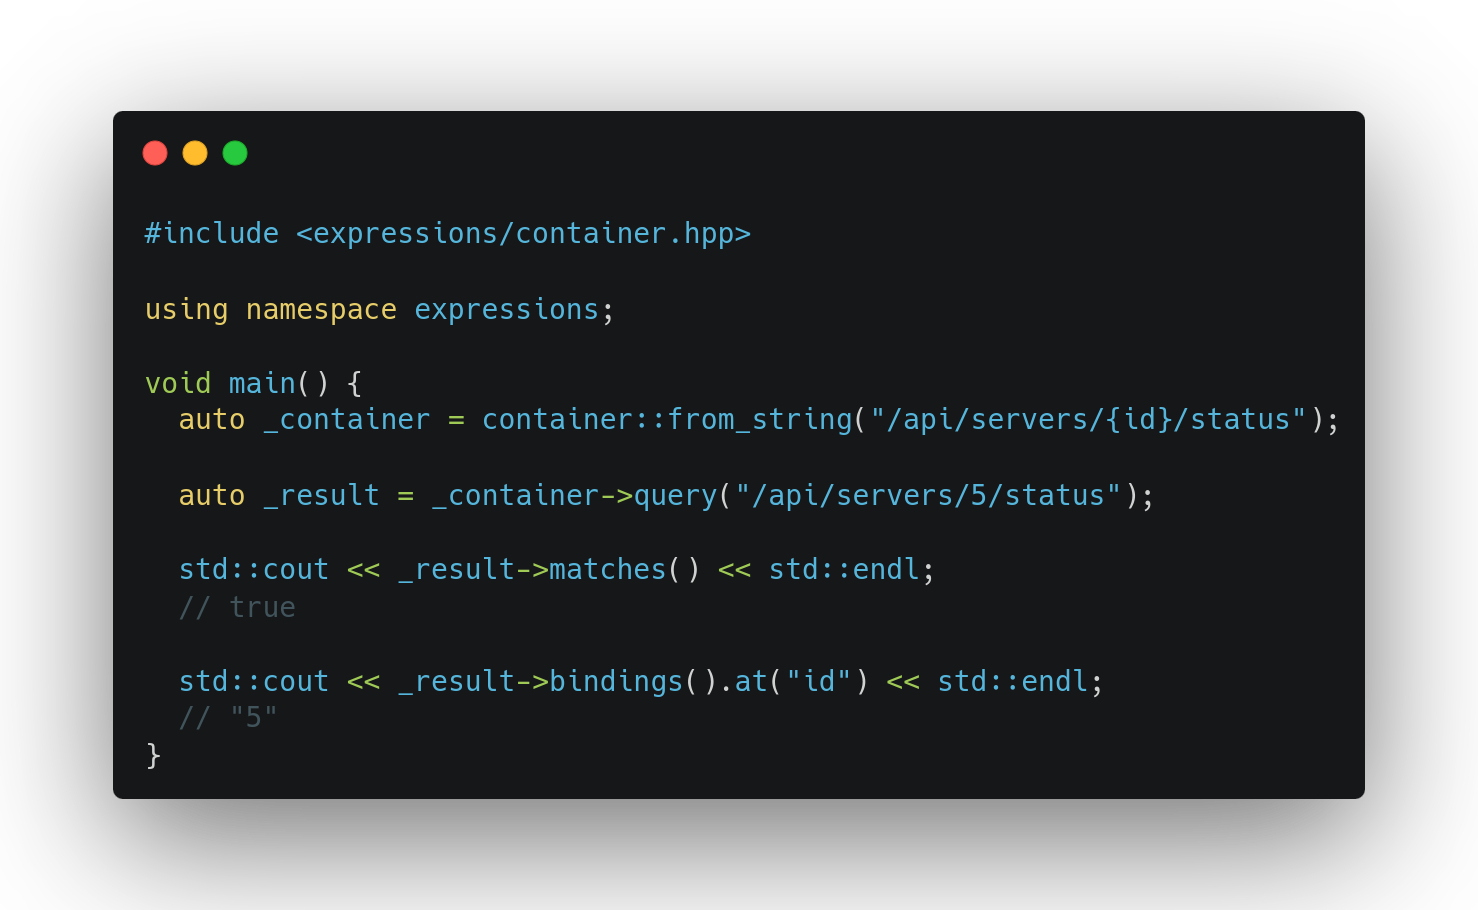 #include <expressions/container.hpp>
using namespace expressions;
void main() {
  auto _container = container::from_string("/api/servers/{id}/status");
  auto _result = _container->query("/api/servers/5/status");
  std::cout << _result->matches() << std::endl;
  // true
  std::cout << _result->bindings().at("id") << std::endl;
  // "5"
}